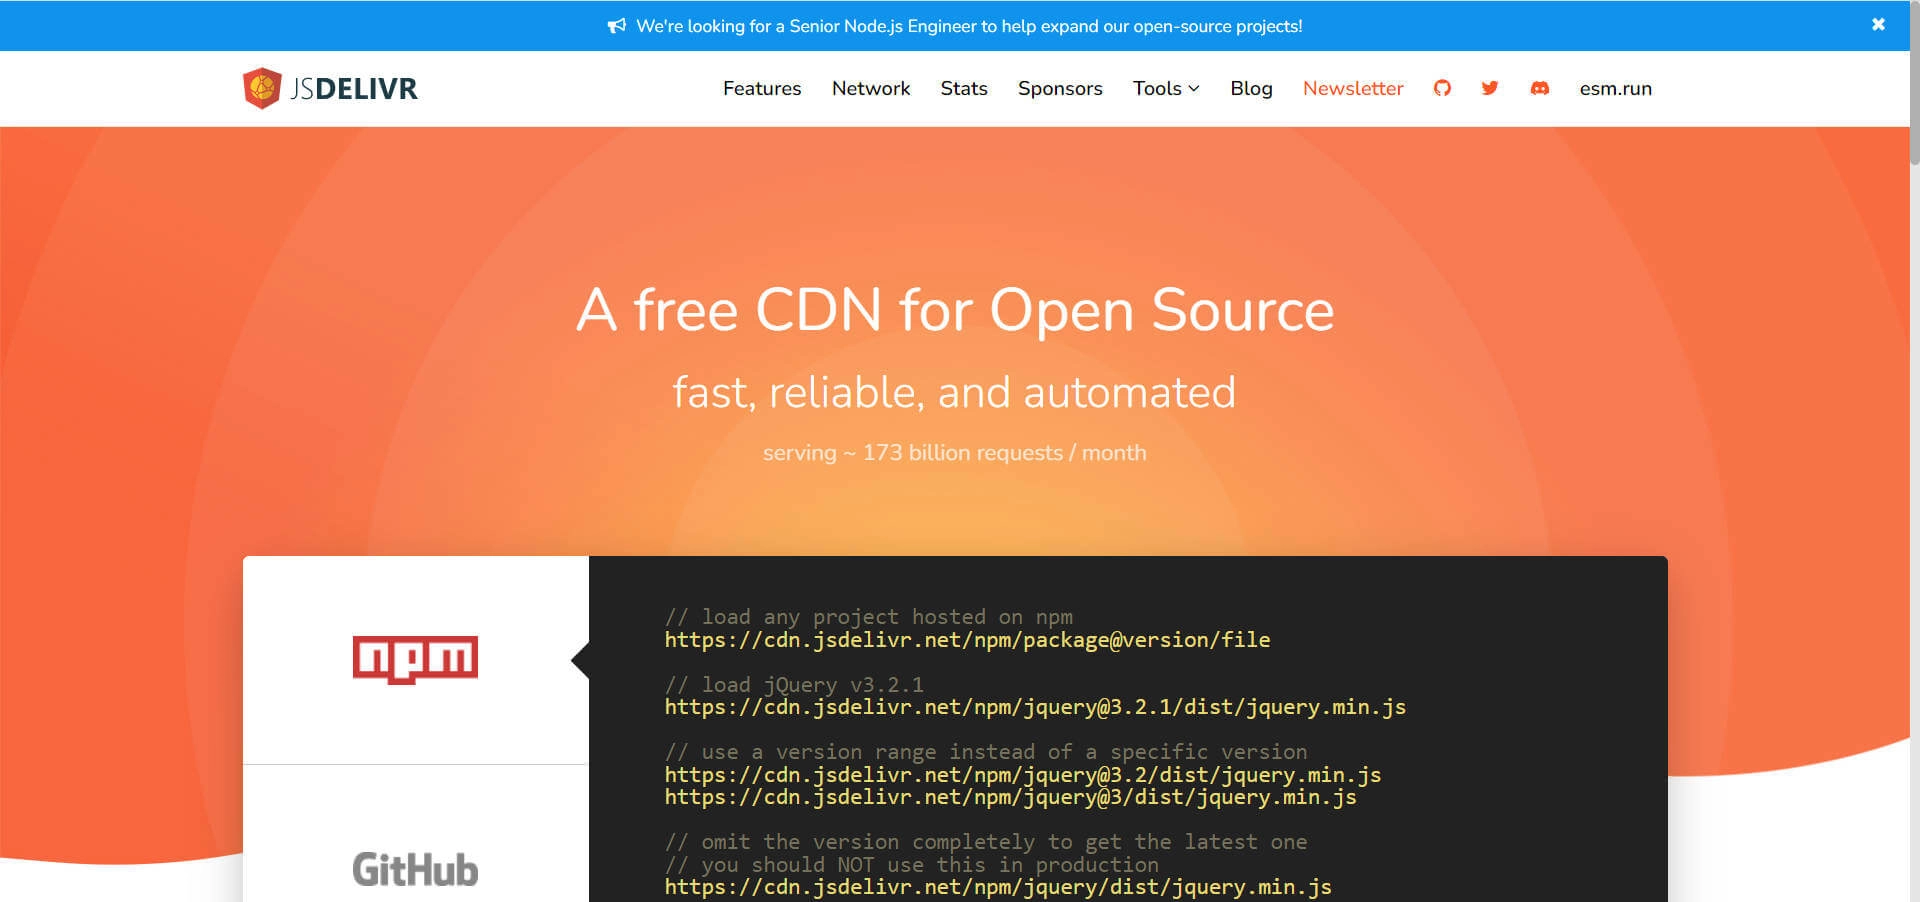 We're looking for a Senior Node.js Engineer to help expand our open-source projects!
JSDELIVR
Features Network Stats Sponsors Tools Blog Newsletter esm.run
A free CDN for Open Source
fast, reliable, and automated
serving ~ 173 billion requests / month
npm
// load any project hosted on npm
https://cdn.jsdelivr.net/npm/package@version/file
// load jQuery v3.2.1
https://cdn.jsdelivr.net/npm/jquery@3.2.1/dist/jquery.min.js
// use a version range instead of a specific version
https://cdn.jsdelivr.net/npm/jquery@3.2/dist/jquery.min.js
https://cdn.jsdelivr.net/npm/jquery@3/dist/jquery.min.js
GitHub
// omit the version completely to get the latest one
// you should NOT use this in production
https://cdn.jsdelivr.net/npm/jquery/dist/jquery.min.js